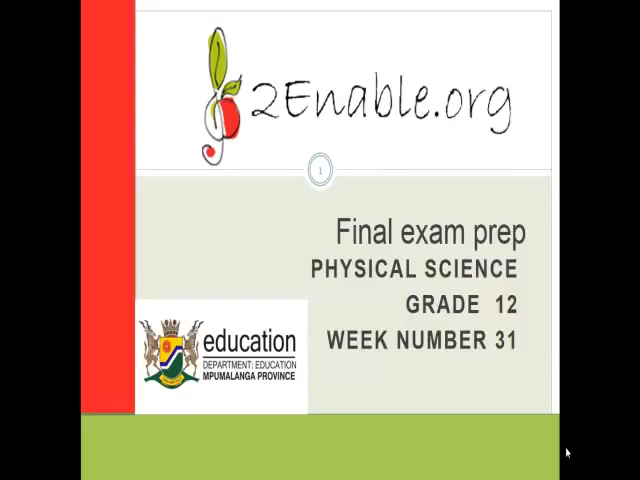 2Enable.org
1
Final exam prep
PHYSICAL SCIENCE
GRADE 12
WEEK NUMBER 31
education
DEPARTMENT: EDUCATION
MPUMALANGA PROVINCE